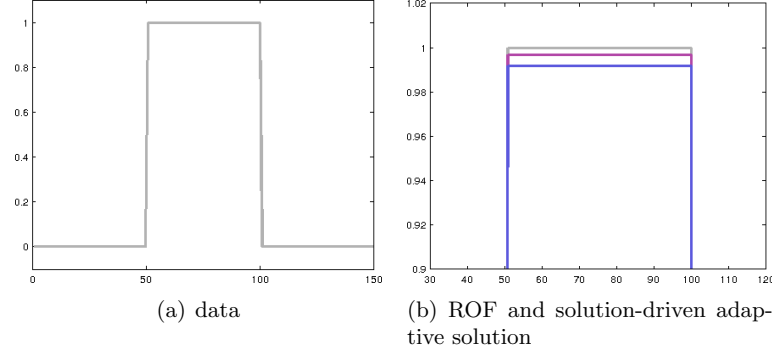 1
0.8
0.6
0.4
0.2
0
0 50 100 150
(a) data
1.02
1
0.98
0.96
0.94
0.92
0.9
30 40 50 60 70 80 90 100 110 120
(b) ROF and solution-driven adap-
tive solution